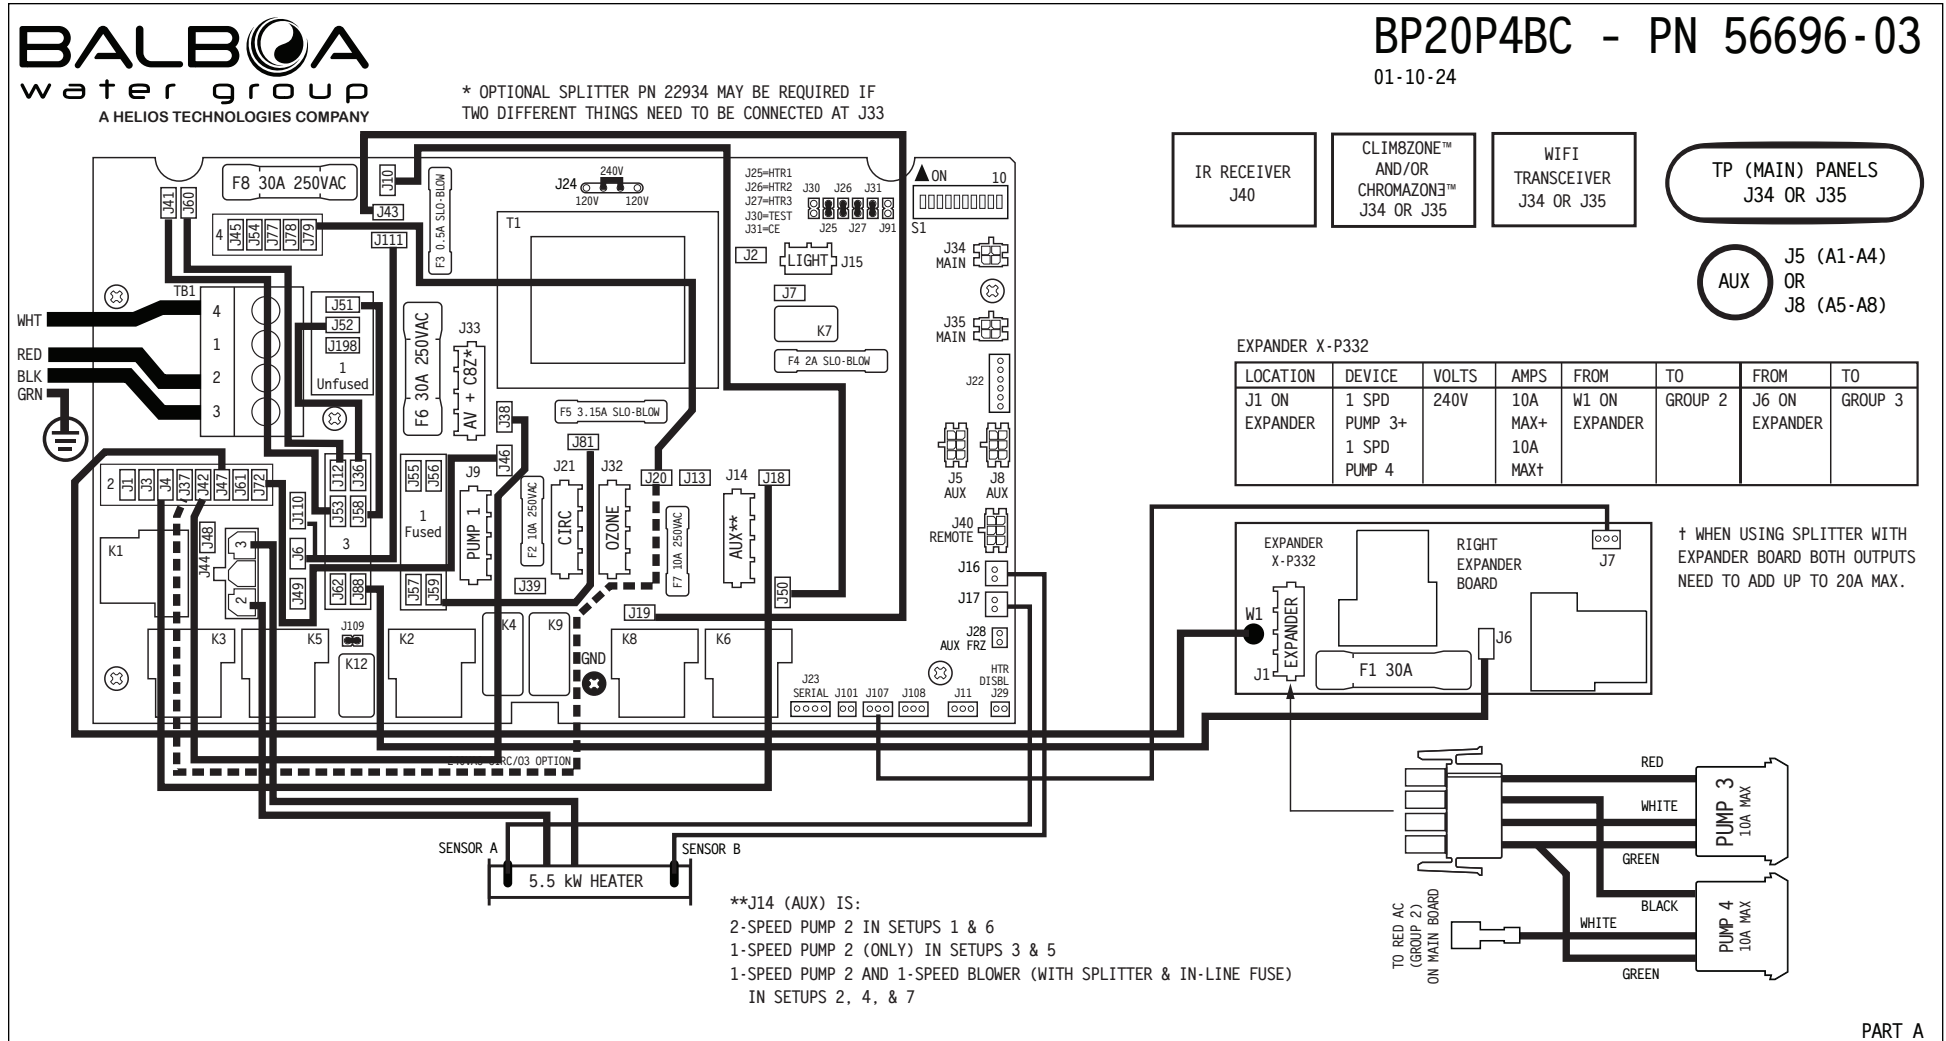 BALBOA
water group
A HELIOS TECHNOLOGIES COMPANY
BP20P4BC - PN 56696-03
01-10-24
* OPTIONAL SPLITTER PN 22934 MAY BE REQUIRED IF
TWO DIFFERENT THINGS NEED TO BE CONNECTED AT J33
IR RECEIVER
J40
CLIM8ZONE™
AND/OR
CHROMAZONƎ™
J34 OR J35
WIFI
TRANSCEIVER
J34 OR J35
TP (MAIN) PANELS
J34 OR J35
AUX
J5 (A1-A4)
OR
J8 (A5-A8)
J41
J60
F8 30A 250VAC
J10
J43
F3 0.5A SLO-BLOW
4
J45
J54
J77
J78
J79
J111
J24
240V
120V
120V
T1
J25=HTR1
J26=HTR2
J27=HTR3
J30=TEST
J31=CE
J30 J26 J31
J25 J27 J91
ON
10
S1
J2
LIGHT
J15
J34
MAIN
J7
K7
J35
MAIN
F4 2A SLO-BLOW
J22
WHT
RED
BLK
GRN
TB1
4
1
2
3
J51
J52
J198
1
Unfused
F6 30A 250VAC
J33
AV + C8Z*
J38
F5 3.15A SLO-BLOW
J81
J46
2
J1
J3
J4
J37
J42
J47
J61
J72
J110
J12
J36
J53
J58
3
J62
J88
J55
J56
1
Fused
J57
J59
J9
PUMP 1
F2 10A 250VAC
J21
CIRC
J32
OZONE
J39
J20
J13
F7 10A 250VAC
J14
AUX**
J18
J50
J19
J5
AUX
J8
AUX
J40
REMOTE
J16
J17
J28
AUX FRZ
HTR
DISBL
J29
K1
J48
J44
3
2
J6
J49
J109
K3
K5
K12
K2
K4
K9
GND
K8
K6
J23
SERIAL
J101
J107
J108
J11
240VAC CIRC/O3 OPTION
SENSOR A
SENSOR B
5.5 kW HEATER
EXPANDER X-P332
LOCATION DEVICE VOLTS AMPS FROM TO FROM TO
J1 ON 1 SPD 240V 10A W1 ON GROUP 2 J6 ON GROUP 3
EXPANDER PUMP 3+ MAX+ EXPANDER EXPANDER
1 SPD 10A
PUMP 4 MAX†
EXPANDER
X-P332
RIGHT
EXPANDER
BOARD
J7
W1
J1
EXPANDER
F1 30A
J6
† WHEN USING SPLITTER WITH
EXPANDER BOARD BOTH OUTPUTS
NEED TO ADD UP TO 20A MAX.
RED
WHITE
GREEN
PUMP 3
10A MAX
BLACK
WHITE
GREEN
PUMP 4
10A MAX
TO RED AC
(GROUP 2)
ON MAIN BOARD
**J14 (AUX) IS:
2-SPEED PUMP 2 IN SETUPS 1 & 6
1-SPEED PUMP 2 (ONLY) IN SETUPS 3 & 5
1-SPEED PUMP 2 AND 1-SPEED BLOWER (WITH SPLITTER & IN-LINE FUSE)
IN SETUPS 2, 4, & 7
PART A